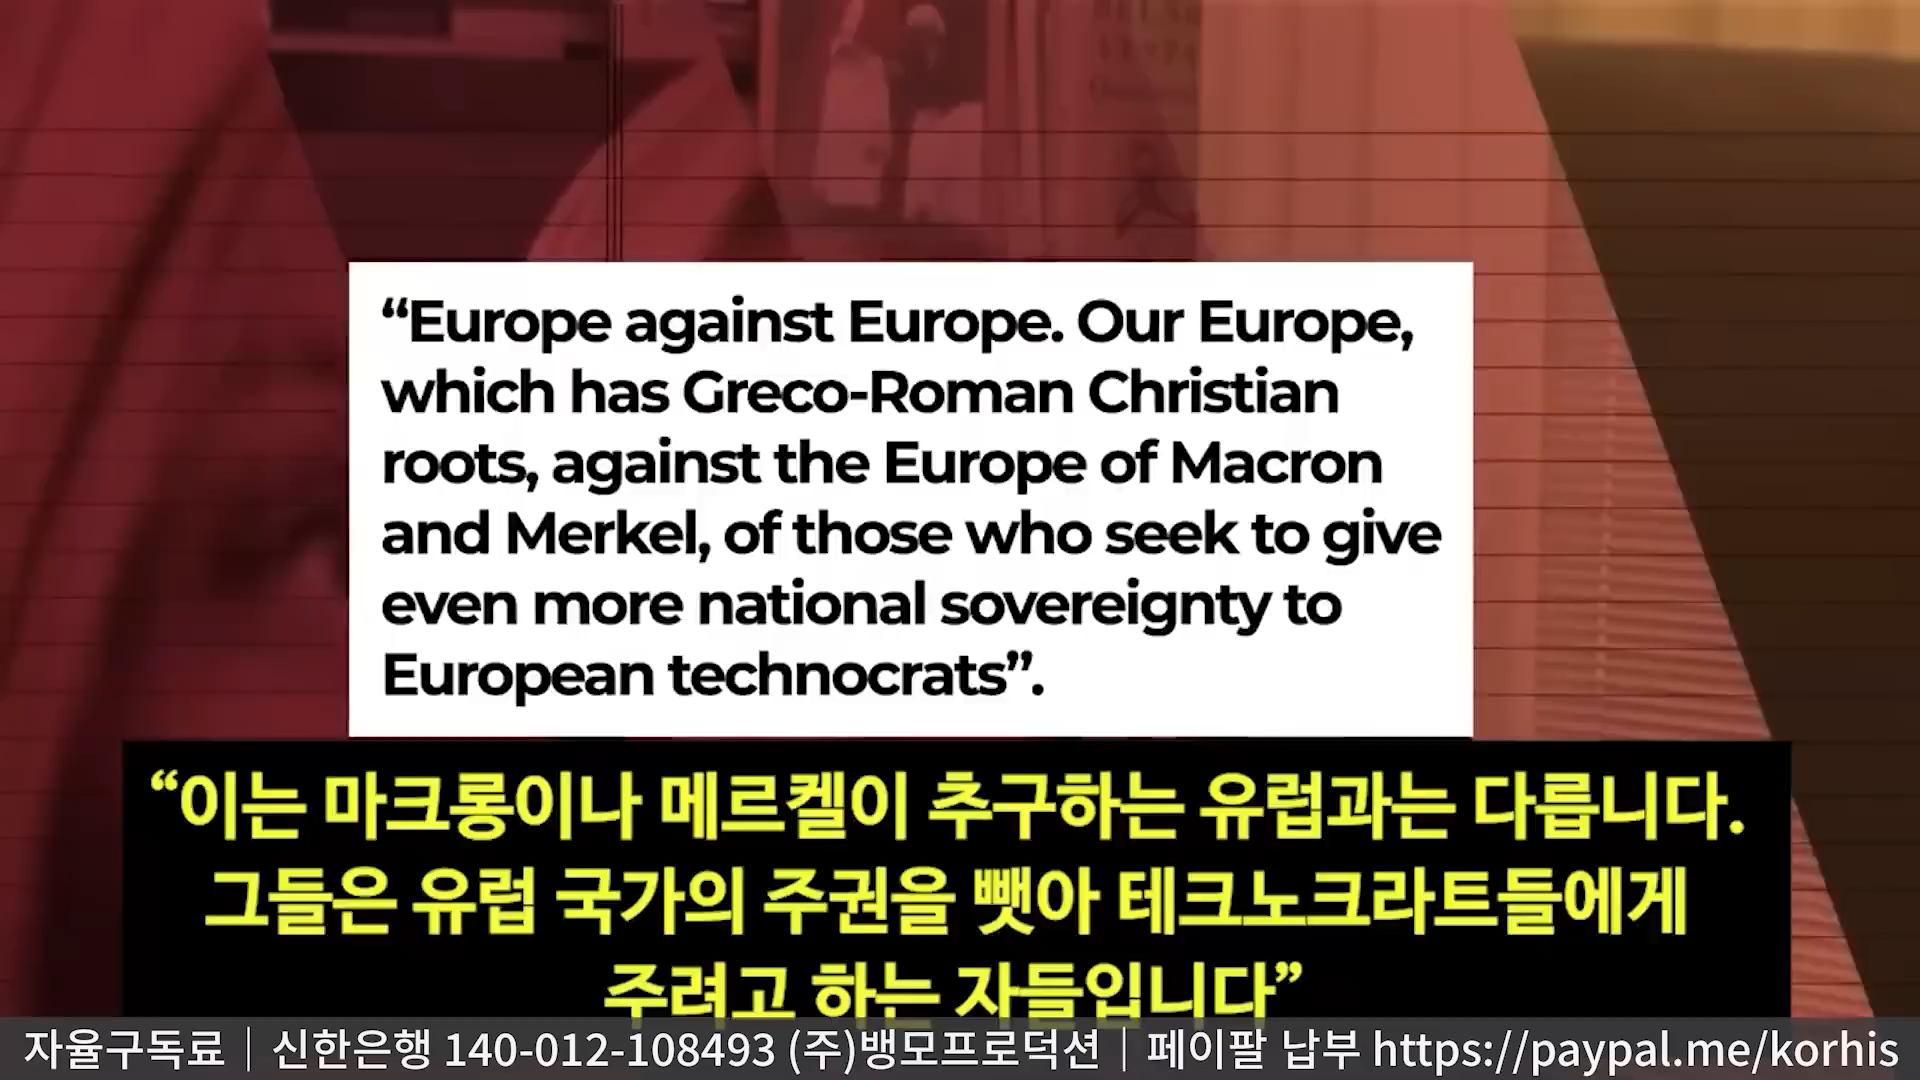 “Europe against Europe. Our Europe,
which has Greco-Roman Christian
roots, against the Europe of Macron
and Merkel, of those who seek to give
even more national sovereignty to
European technocrats”.
“이는 마크롱이나 메르켈이 추구하는 유럽과는 다릅니다.
그들은 유럽 국가의 주권을 뺏아 테크노크라트들에게
주려고 하는 자들입니다”
자율구독료｜신한은행 140-012-108493 (주)뱅모프로덕션｜페이팔 납부 https://paypal.me/korhis